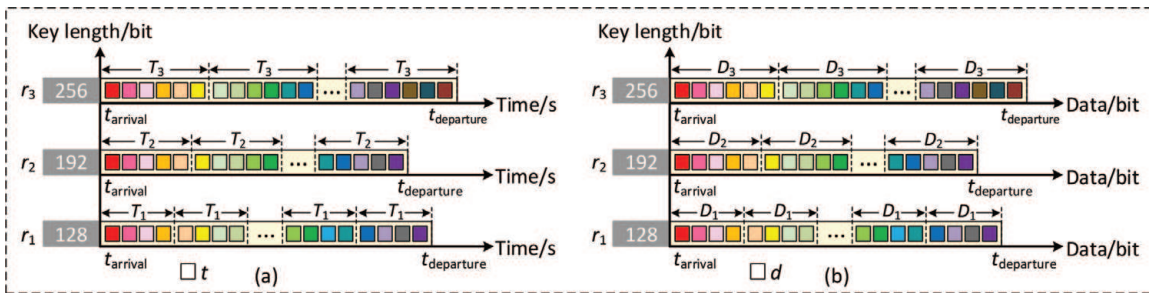 Key length/bit
T3 T3 T3
r3 256 ... Time/s
tarrival tdeparture
T2 T2 T2
r2 192 ... Time/s
tarrival tdeparture
T1 T1 T1 T1
r1 128 ... Time/s
tarrival tdeparture
t (a)
Key length/bit
D3 D3 D3
r3 256 ... Data/bit
tarrival tdeparture
D2 D2 D2
r2 192 ... Data/bit
tarrival tdeparture
D1 D1 D1 D1
r1 128 ... Data/bit
tarrival tdeparture
d (b)